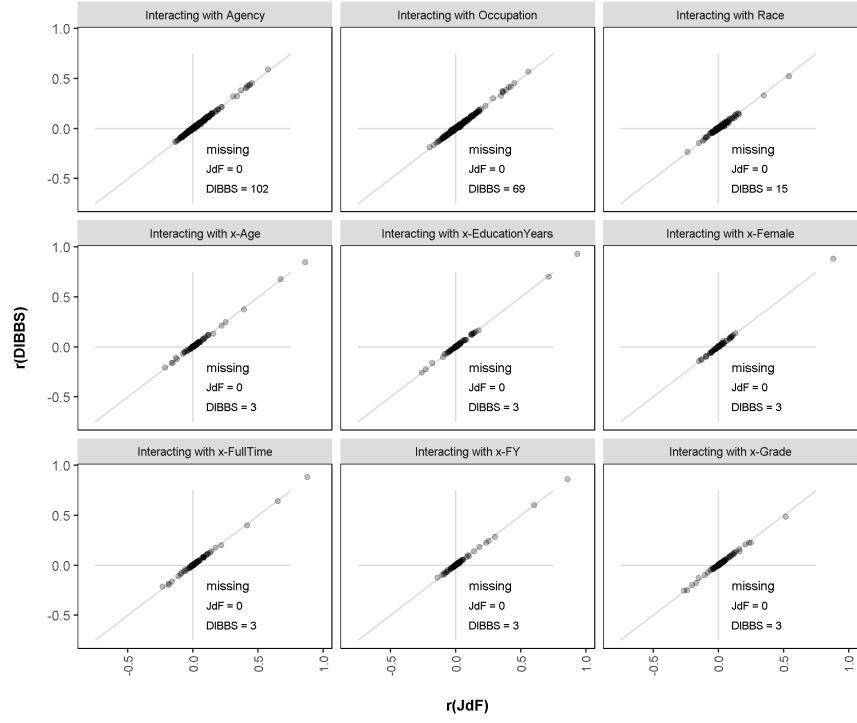 Interacting with Agency
Interacting with Occupation
Interacting with Race
1.0
0.5
0.0
-0.5
missing
JdF = 0
DIBBS = 102
missing
JdF = 0
DIBBS = 69
missing
JdF = 0
DIBBS = 15
Interacting with x-Age
Interacting with x-EducationYears
Interacting with x-Female
1.0
0.5
0.0
-0.5
r(DIBBS)
missing
JdF = 0
DIBBS = 3
missing
JdF = 0
DIBBS = 3
missing
JdF = 0
DIBBS = 3
Interacting with x-FullTime
Interacting with x-FY
Interacting with x-Grade
1.0
0.5
0.0
-0.5
missing
JdF = 0
DIBBS = 3
missing
JdF = 0
DIBBS = 3
missing
JdF = 0
DIBBS = 3
-0.5
0.0
0.5
1.0
-0.5
0.0
0.5
1.0
-0.5
0.0
0.5
1.0
r(JdF)